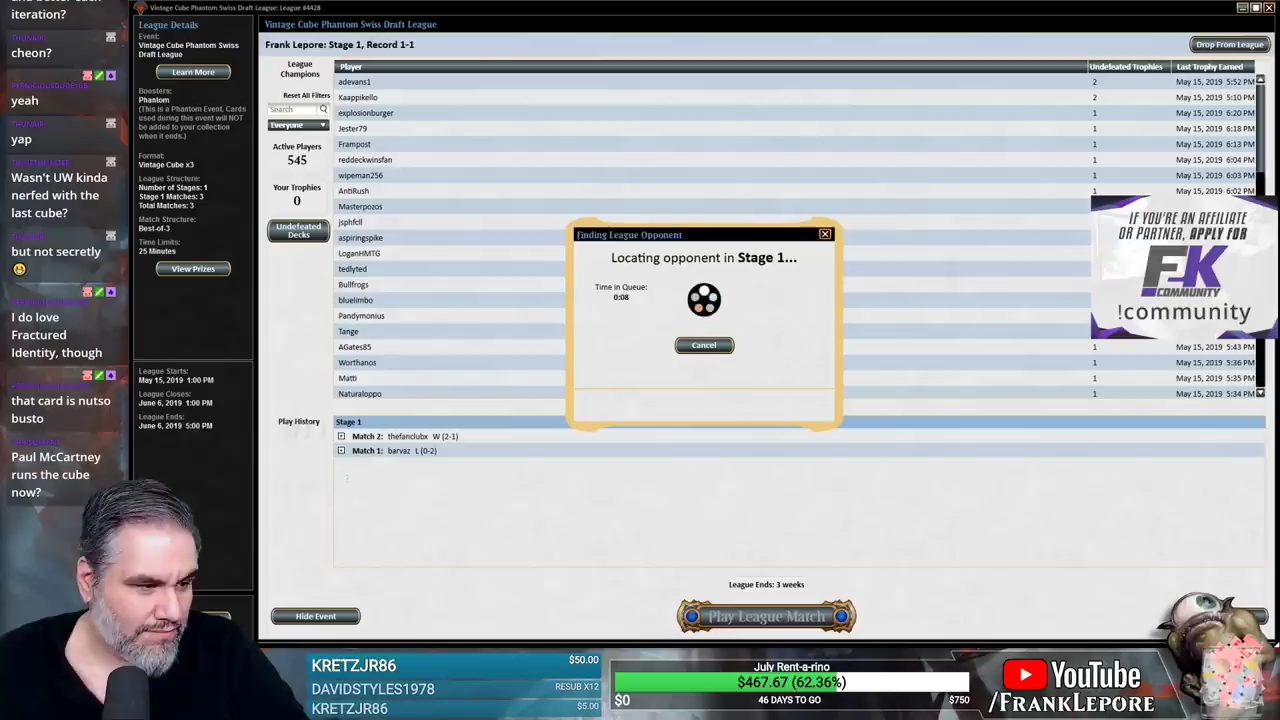 and better each
iteration?
THUNAIR
cheon?
PERNICIOUSDUDE168
yeah
THUNAIR
yap
Wasn't UW kinda
nerfed with the
last cube?
THUNAIR
but not secretly
I do love
Fractured
Identity, though
that card is nutso
busto
Paul McCartney
runs the cube
now?
Vintage Cube Phantom Swiss Draft League: League #4428
League Details
Event:
Vintage Cube Phantom Swiss
Draft League
Learn More
Boosters:
Phantom
(This is a Phantom Event. Cards
used during this event will NOT
be added to your collection
when it ends.)
Format:
Vintage Cube x3
League Structure:
Number of Stages: 1
Stage 1 Matches: 3
Total Matches: 3
Match Structure:
Best-of-3
Time Limits:
25 Minutes
View Prizes
League Starts:
May 15, 2019 1:00 PM
League Closes:
June 6, 2019 1:00 PM
League Ends:
June 6, 2019 5:00 PM
Vintage Cube Phantom Swiss Draft League
Frank Lepore: Stage 1, Record 1-1
Drop From League
League
Champions
Reset All Filters
Search
Everyone
Active Players
545
Your Trophies
0
Undefeated
Decks
Player Undefeated Trophies Last Trophy Earned
adevans1 2 May 15, 2019 5:52 PM
Kaappikello 2 May 15, 2019 5:10 PM
explosionburger 1 May 15, 2019 6:20 PM
Jester79 1 May 15, 2019 6:18 PM
Frampost 1 May 15, 2019 6:13 PM
reddeckwinsfan 1 May 15, 2019 6:04 PM
wipeman256 1 May 15, 2019 6:03 PM
AntiRush 1 May 15, 2019 6:02 PM
Masterpozos
jsphfcll
aspiringspike
LoganHMTG
tedlyted
Bullfrogs
bluelimbo
Pandymonius
Tange
AGates85 1 May 15, 2019 5:43 PM
Worthanos 1 May 15, 2019 5:36 PM
Matti 1 May 15, 2019 5:35 PM
Naturaloppo 1 May 15, 2019 5:34 PM
Finding League Opponent
Locating opponent in Stage 1...
Time in Queue:
0:08
Cancel
IF YOU'RE AN AFFILIATE
OR PARTNER, APPLY FOR
F2K
COMMUNITY
!community
Play History
Stage 1
Match 2: thefanclubx W (2-1)
Match 1: barvaz L (0-2)
League Ends: 3 weeks
Hide Event
Play League Match
KRETZJR86 $50.00
DAVIDSTYLES1978 RESUB X12
KRETZJR86 $5.00
July Rent-a-rino
$467.67 (62.36%)
$0 46 DAYS TO GO $750
YouTube
/FRANKLEPORE